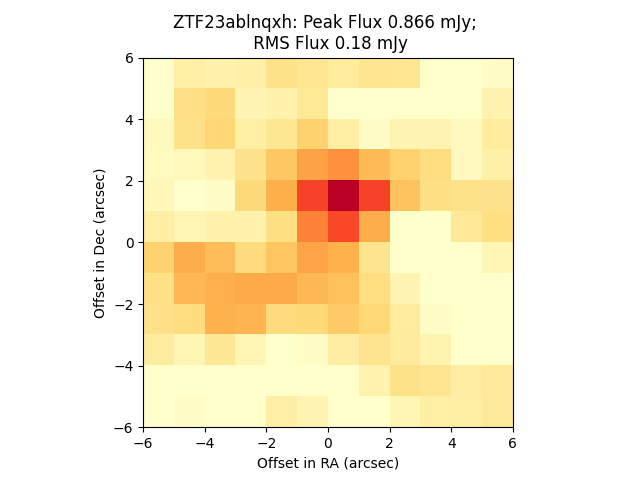 ZTF23ablnqxh: Peak Flux 0.866 mJy;
RMS Flux 0.18 mJy
6
4
2
0
−2
−4
−6
Offset in Dec (arcsec)
−6 −4 −2 0 2 4 6
Offset in RA (arcsec)